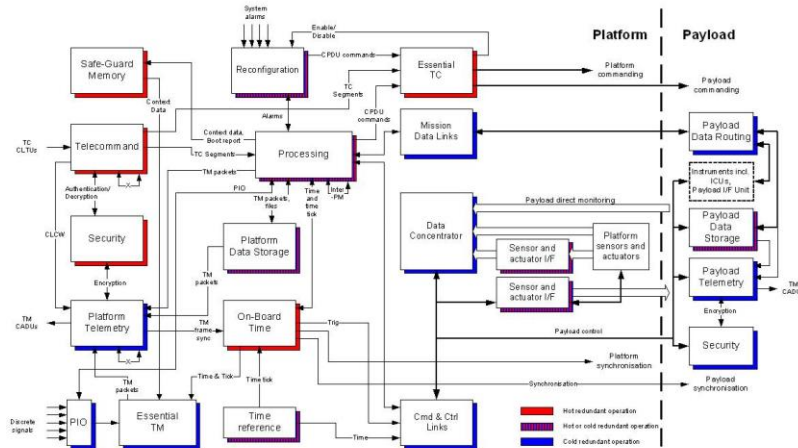 System
alarms
Enable/
Disable
Platform
Payload
Safe-Guard
Memory
Reconfiguration
CPDU commands
Essential
TC
Platform
commanding
Payload
commanding
Context
Data
TC
Segments
Alarms
CPDU
commands
Mission
Data Links
Payload
Data Routing
TC
CLTUs
Telecommand
Context data,
Boot report
TC Segments
Processing
TM packets
Instruments incl.
ICUs,
Payload I/F Unit
Authentication/
Decryption
X
PIO
TM
packets,
files
Time
and
time
tick
Inter
-PM
Payload direct monitoring
CLCW
Security
Platform
Data Storage
Data
Concentrator
Sensor and
actuator I/F
Platform
sensors and
actuators
Payload
Data
Storage
Encryption
TM
packets
Sensor and
actuator I/F
Payload
Telemetry
TM
TM
CADUs
Platform
Telemetry
TM
frame
sync
On-Board
Time
Trig
Payload control
Encryption
X
Security
Platform
synchronisation
TM
packets
Time & Tick
Time tick
Synchronisation
Payload
synchronisation
Discrete
signals
PIO
Essential
TM
Time
reference
Time
Cmd & Ctrl
Links
Hot redundant operation
Hot or cold redundant operation
Cold redundant operation